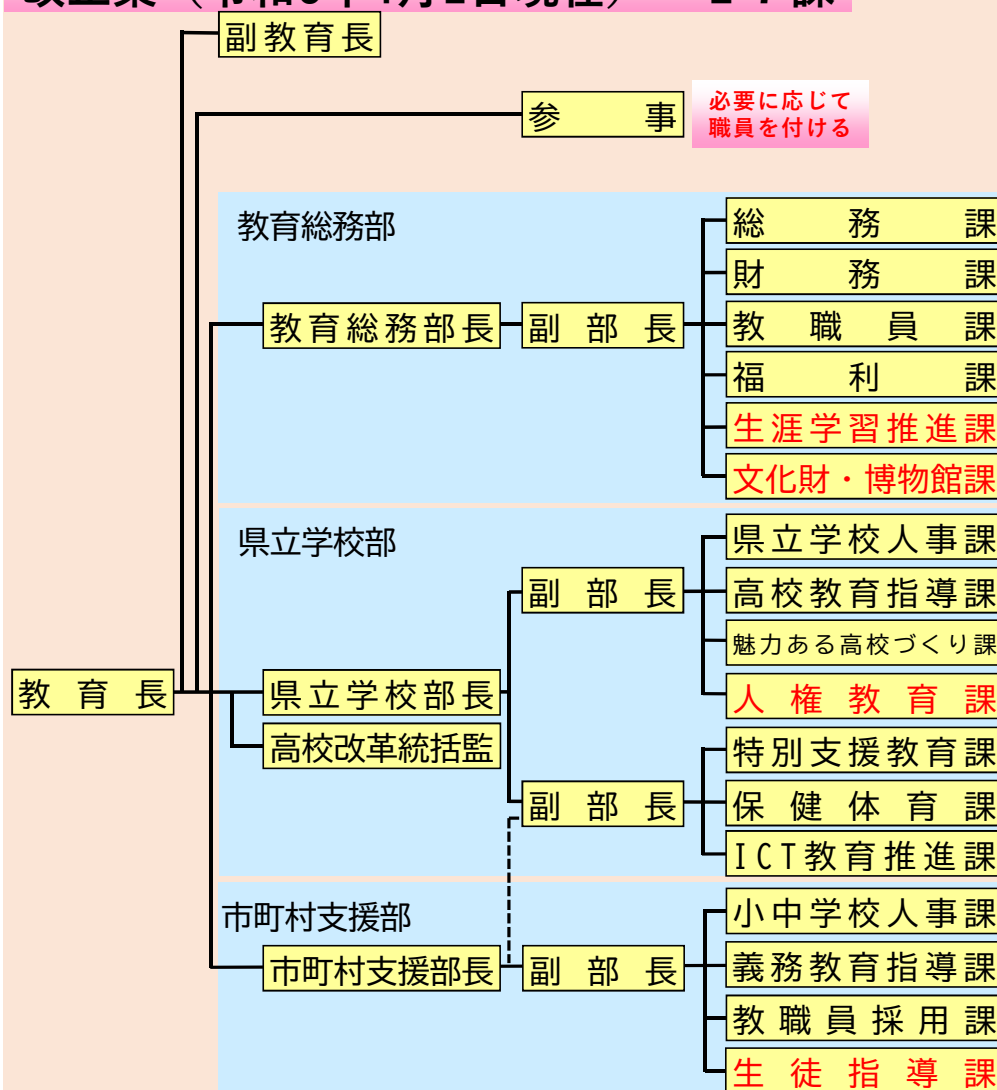 副教育長
参事
必要に応じて
職員を付ける
教育総務部
教育総務部長
副部長
総務課
財務課
教職員課
福利課
生涯学習推進課
文化財・博物館課
県立学校部
教育長
県立学校部長
高校改革統括監
副部長
県立学校人事課
高校教育指導課
魅力ある高校づくり課
人権教育課
副部長
特別支援教育課
保健体育課
ICT教育推進課
市町村支援部
市町村支援部長
副部長
小中学校人事課
義務教育指導課
教職員採用課
生徒指導課